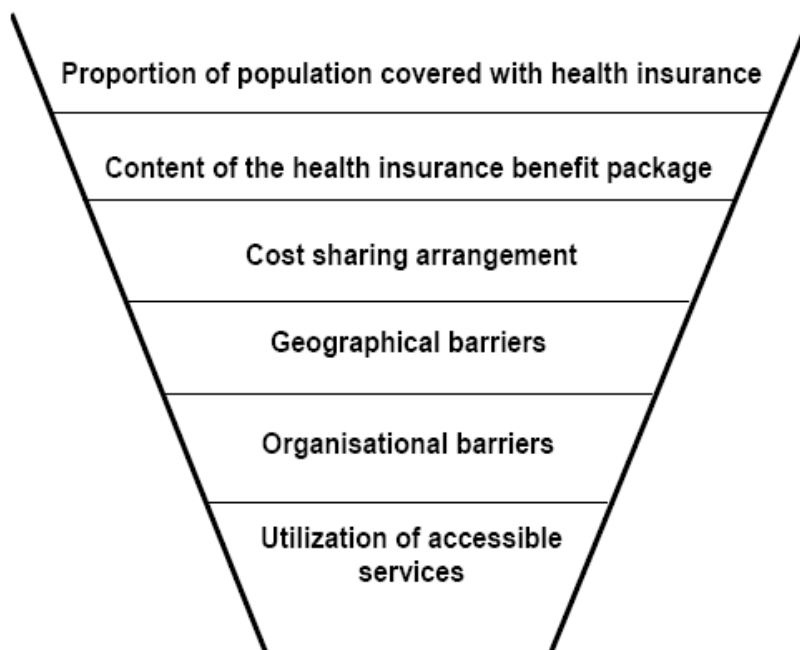 Proportion of population covered with health insurance
Content of the health insurance benefit package
Cost sharing arrangement
Geographical barriers
Organisational barriers
Utilization of accessible
services